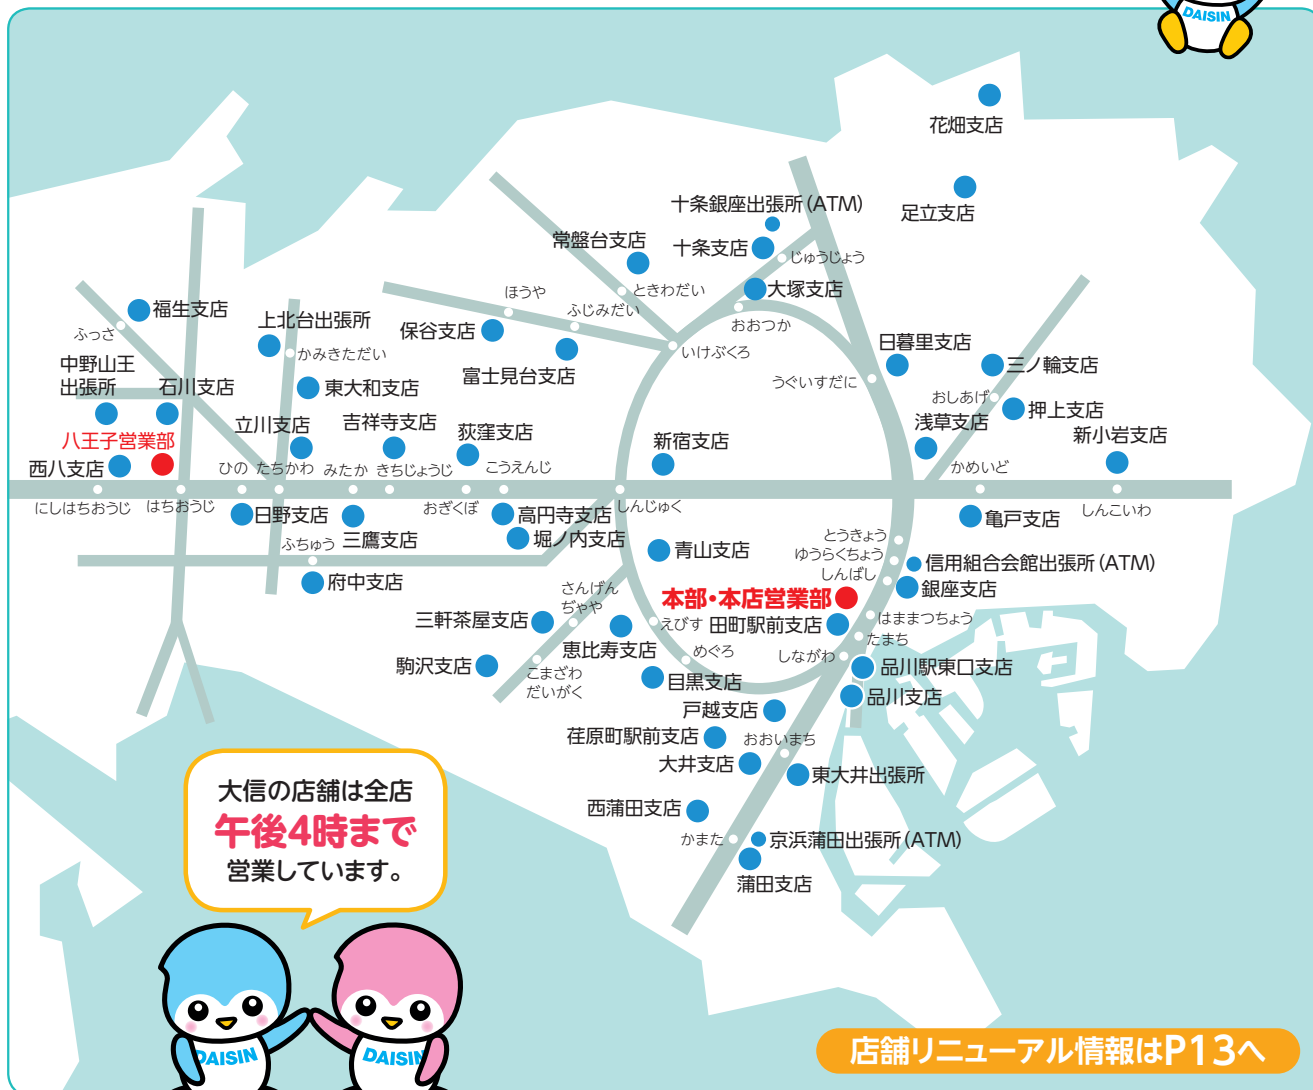 DAISIN
花畑支店
足立支店
十条銀座出張所(ATM)
十条支店
じゅうじょう
常盤台支店
ときわだい
大塚支店
おおつか
ほうや
ふじみだい
保谷支店
富士見台支店
いけぶくろ
福生支店
ふっさ
上北台出張所
かみきただい
中野山王
出張所
石川支店
東大和支店
日暮里支店
うぐいすだに
三ノ輪支店
おしあげ
押上支店
浅草支店
新小岩支店
八王子営業部
西八支店
立川支店
吉祥寺支店
荻窪支店
新宿支店
ひの
たちかわ
みたか
きちじょうじ
こうえんじ
かめいど
にしはちおうじ
はちおうじ
日野支店
三鷹支店
おぎくぼ
高円寺支店
しんじゅく
亀戸支店
しんこいわ
ふちゅう
堀ノ内支店
青山支店
府中支店
とうきょう
ゆうらくちょう
しんばし
信用組合会館出張所(ATM)
銀座支店
さんげん
ぢゃや
本部・本店営業部
三軒茶屋支店
えびす
田町駅前支店
はままつちょう
たまち
恵比寿支店
めぐろ
しながわ
駒沢支店
こまざわ
だいがく
目黒支店
品川駅東口支店
品川支店
戸越支店
荏原町駅前支店
おおいまち
大井支店
東大井出張所
西蒲田支店
かまた
京浜蒲田出張所(ATM)
蒲田支店
大信の店舗は全店
午後4時まで
営業しています。
DAISIN
DAISIN
店舗リニューアル情報はP13へ